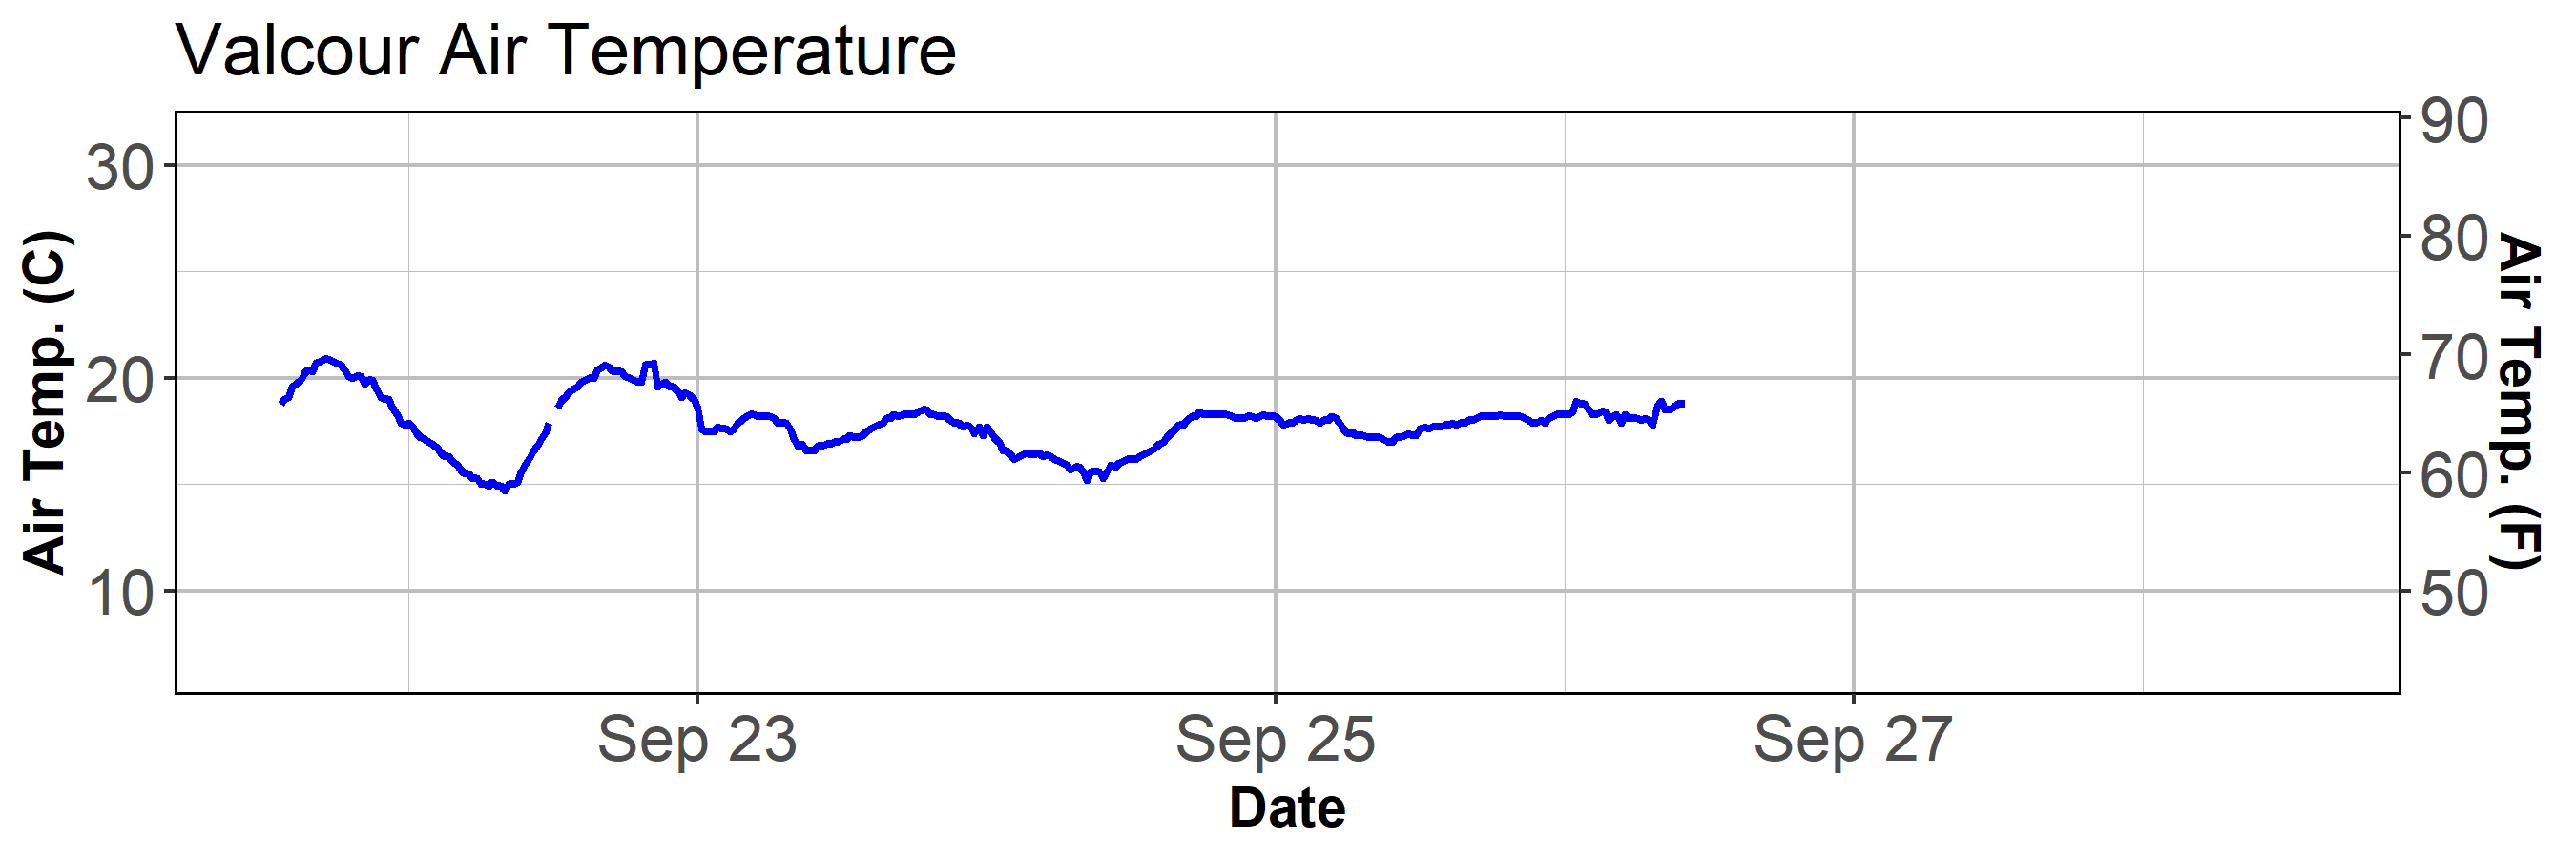 Valcour Air Temperature
Air Temp. (C)
30
20
10
90
80
70
60
50
Air Temp. (F)
Sep 23
Sep 25
Sep 27
Date